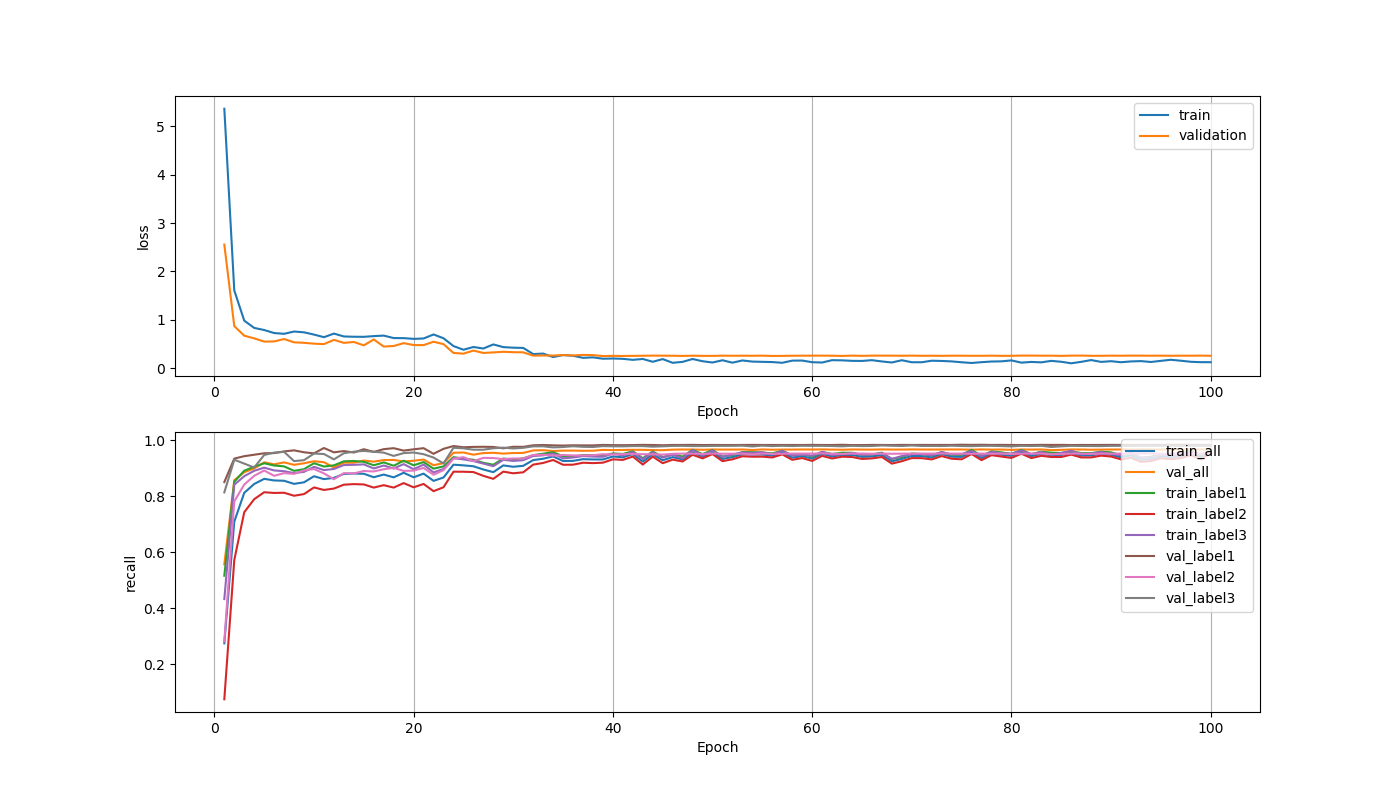 5
4
3
2
1
0
loss
train
validation
0 20 40 60 80 100
Epoch
1.0
0.8
0.6
0.4
0.2
recall
train_all
val_all
train_label1
train_label2
train_label3
val_label1
val_label2
val_label3
0 20 40 60 80 100
Epoch